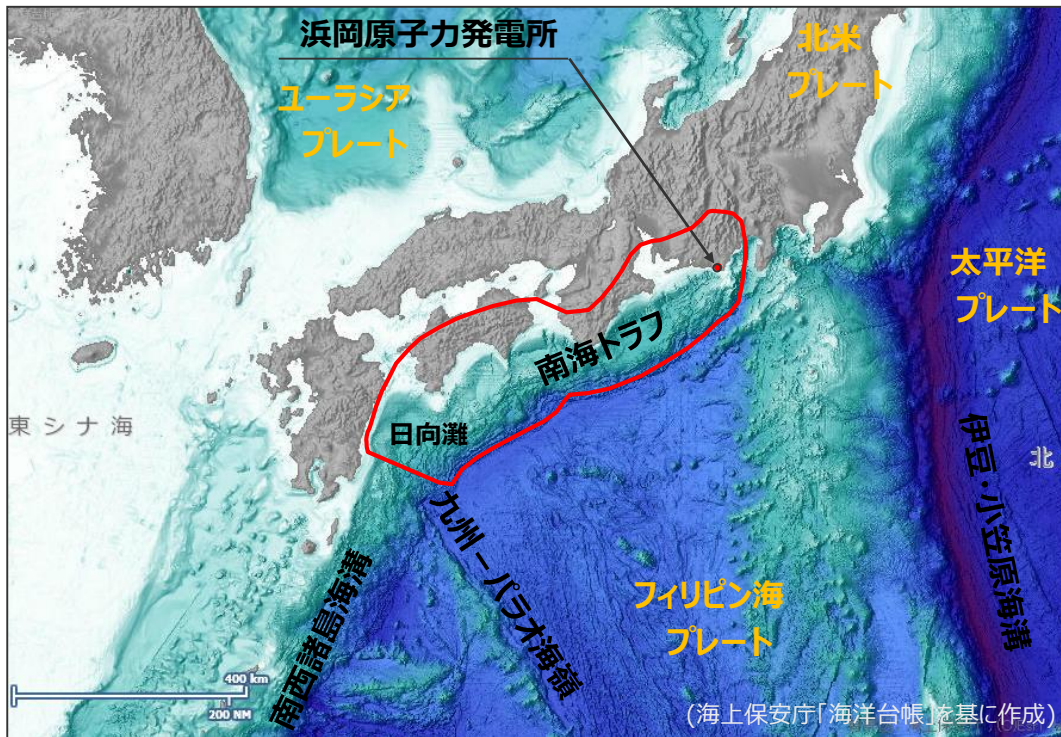 浜岡原子力発電所
北米
プレート
ユーラシア
プレート
太平洋
プレート
南海トラフ
日向灘
東シナ海
北
伊豆・小笠原海溝
九州ーパラオ海嶺
フィリピン海
プレート
南西諸島海溝
400 km
200 NM
(海上保安庁「海洋台帳」を基に作成)